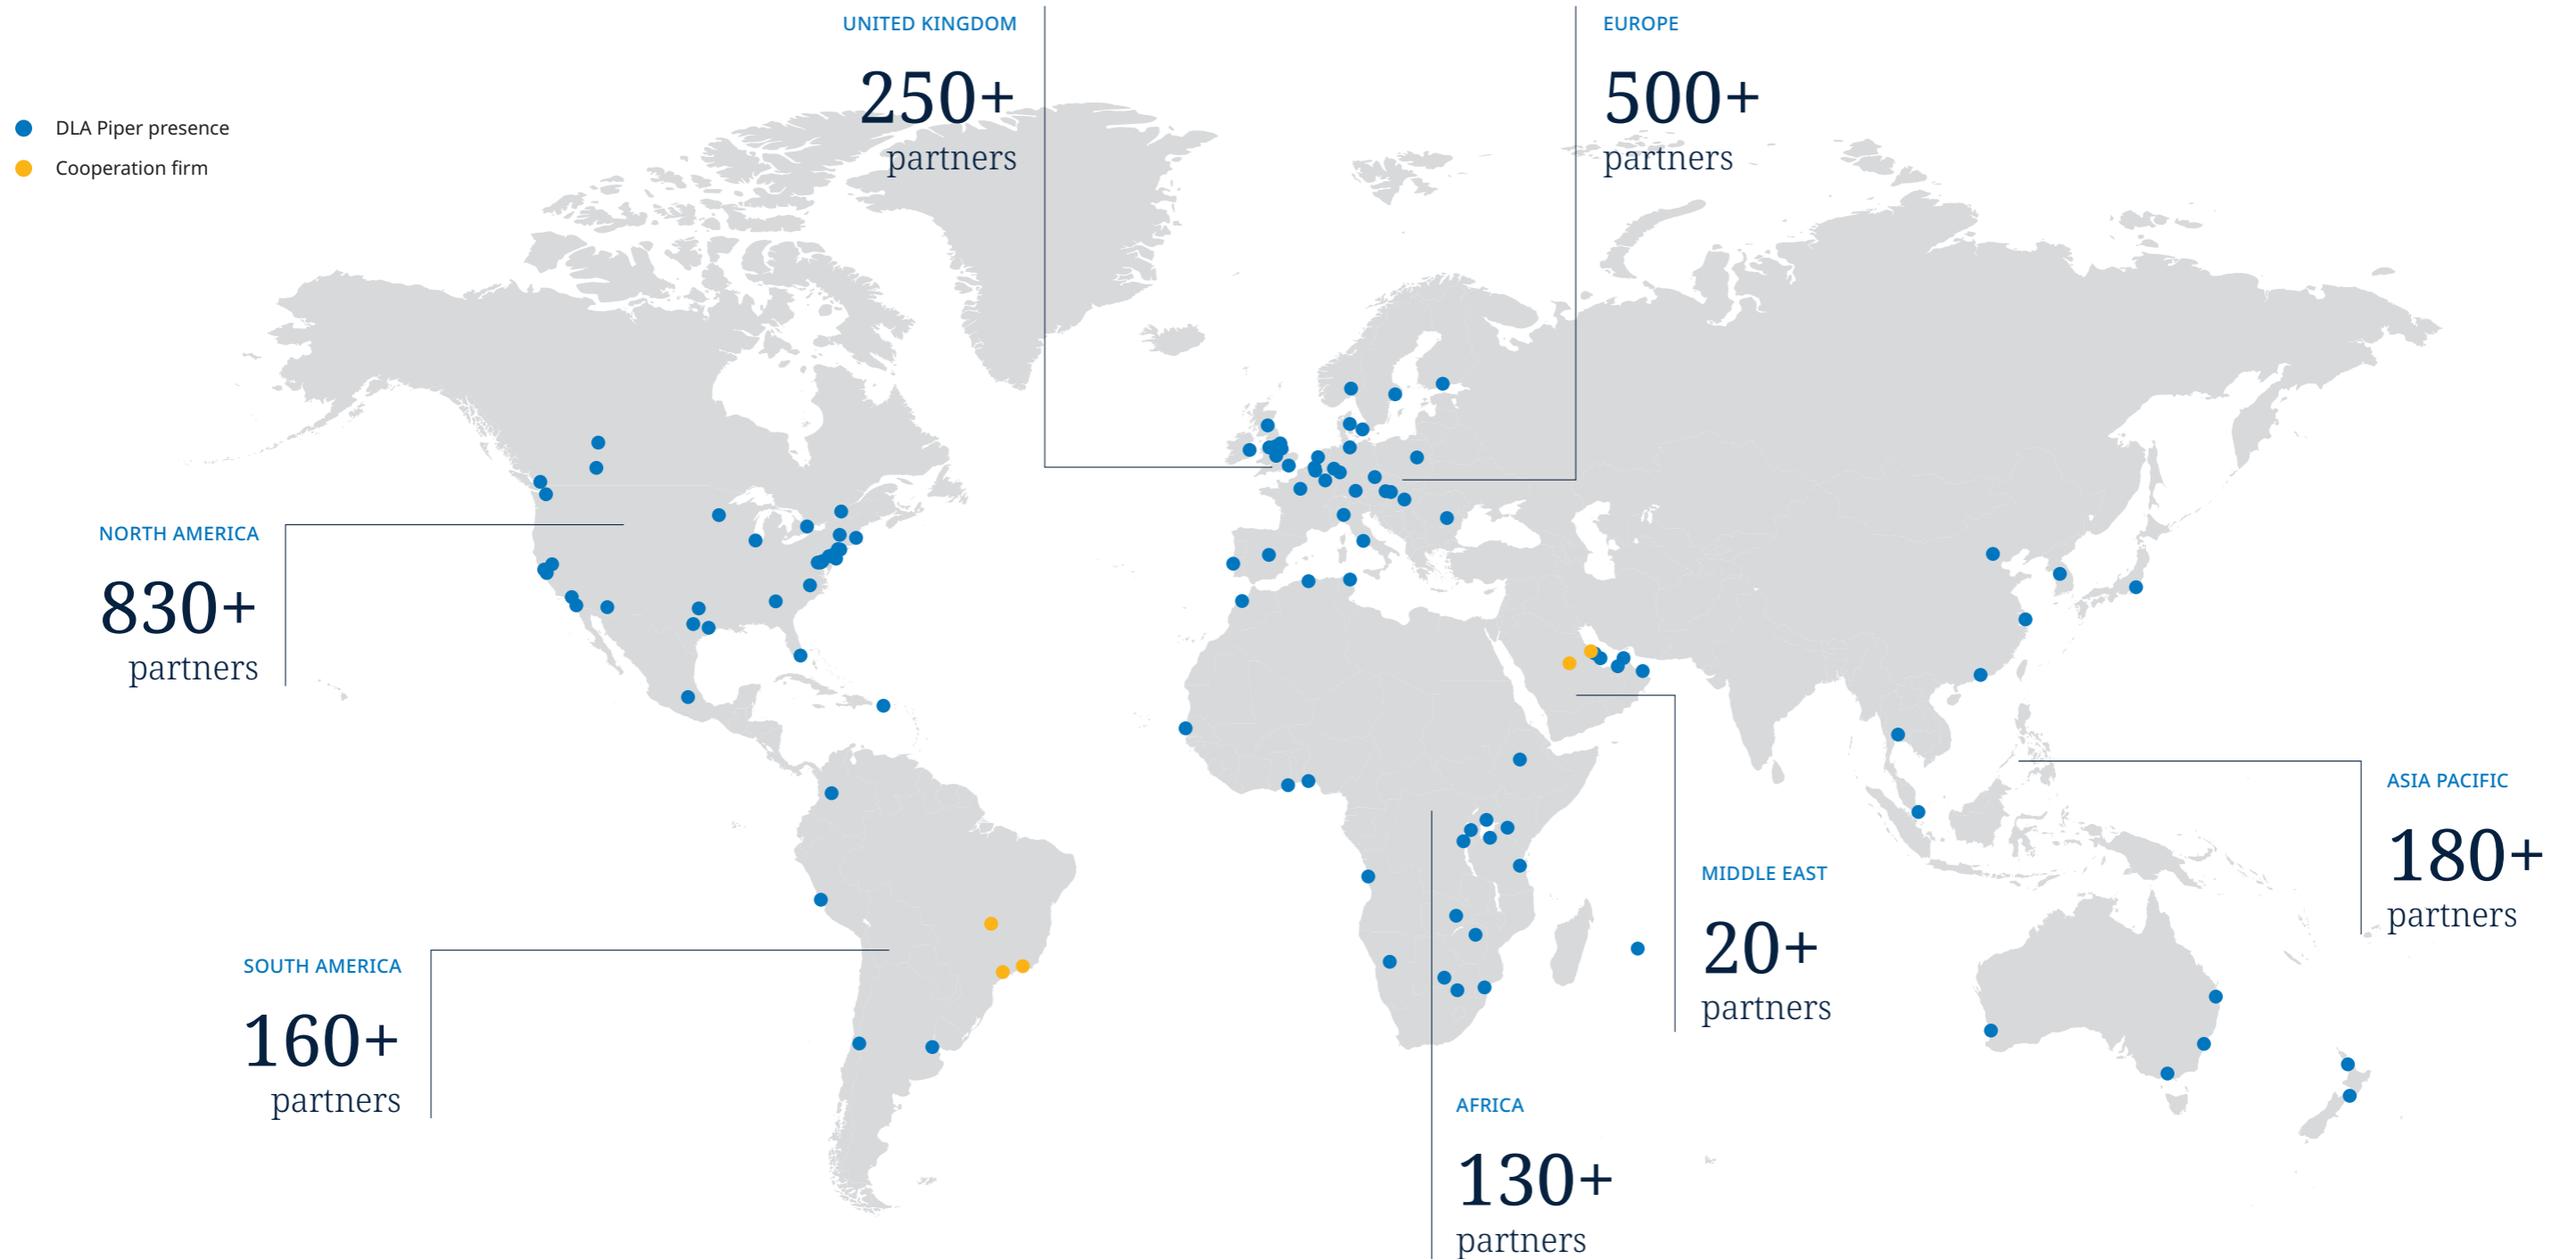 UNITED KINGDOM
250+
partners
EUROPE
500+
partners
DLA Piper presence
Cooperation firm
NORTH AMERICA
830+
partners
ASIA PACIFIC
180+
partners
MIDDLE EAST
20+
partners
SOUTH AMERICA
160+
partners
AFRICA
130+
partners